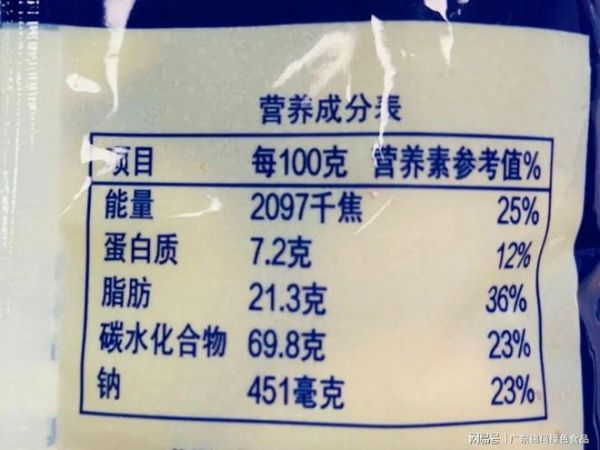 营养成分表
项目 每100克 营养素参考值%
能量 2097千焦 25%
蛋白质 7.2克 12%
脂肪 21.3克 36%
碳水化合物 69.8克 23%
钠 451毫克 23%
网易号 | 广东铭玛绿色食品